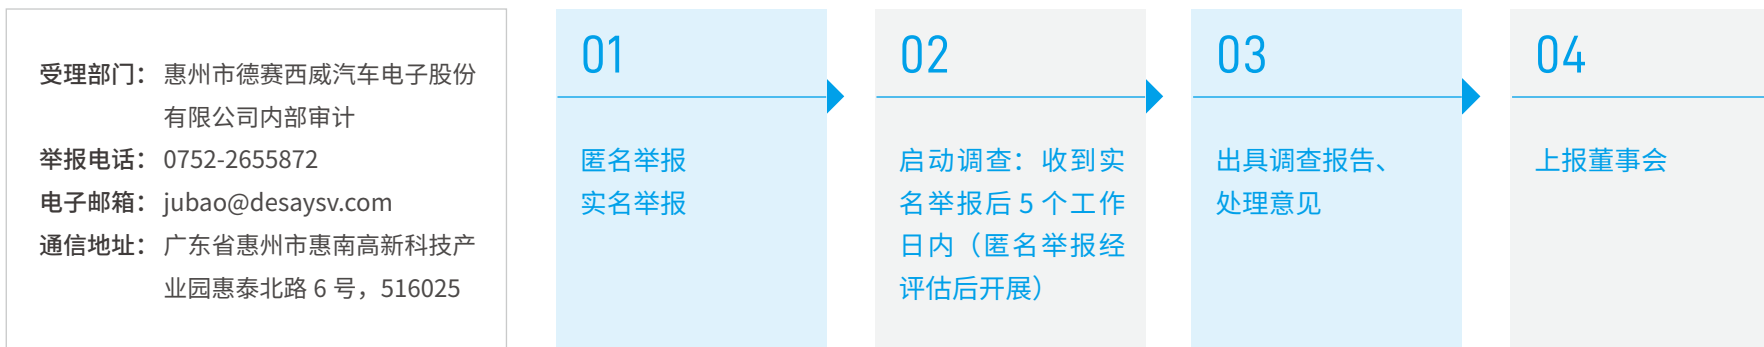 受理部门： 惠州市德赛西威汽车电子股份
有限公司内部审计
举报电话： 0752-2655872
电子邮箱： jubao@desaysv.com
通信地址： 广东省惠州市惠南高新科技产
业园惠泰北路 6 号，516025
01
匿名举报
实名举报
02
启动调查：收到实
名举报后 5 个工作
日内（匿名举报经
评估后开展）
03
出具调查报告、
处理意见
04
上报董事会